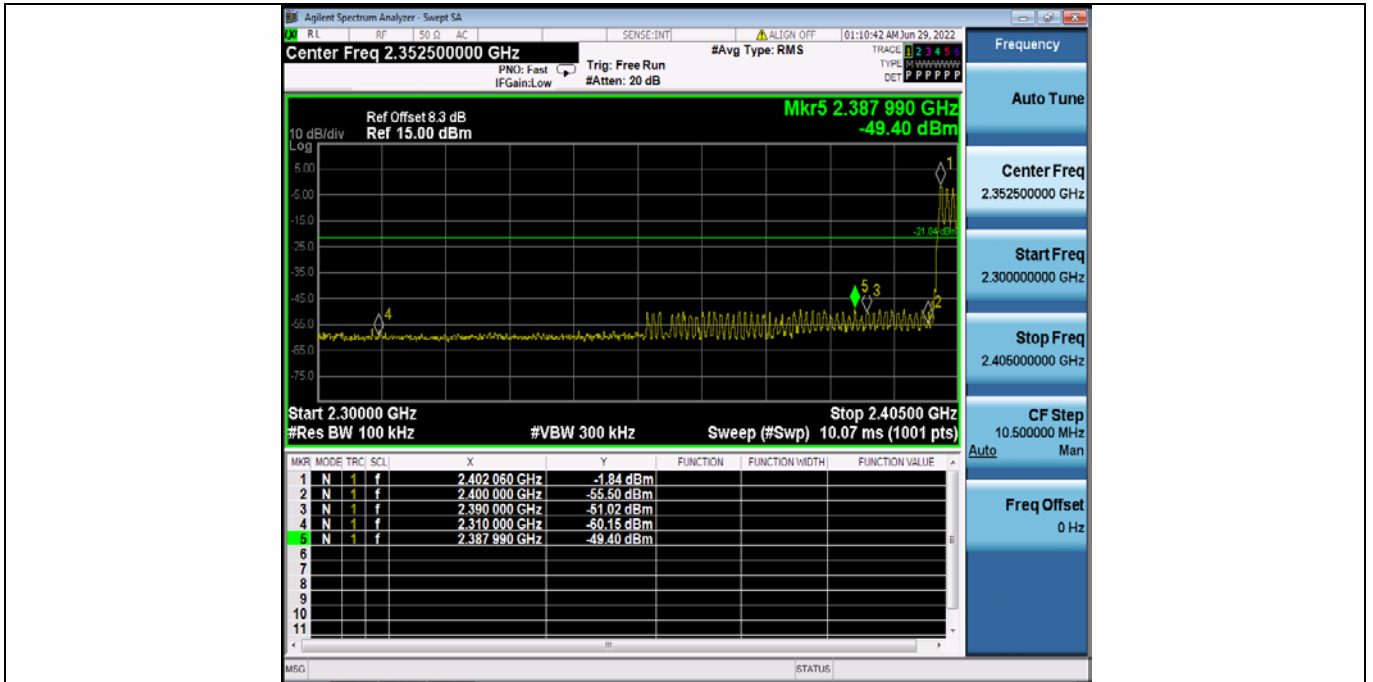 Agilent Spectrum Analyzer - Swept SA
RL RF 50 Ω AC SENSE:INT ALIGN OFF 01:10:42 AM Jun 29, 2022
Center Freq 2.352500000 GHz
PNO: Fast
IFGain:Low
Trig: Free Run
#Atten: 20 dB
#Avg Type: RMS
TRACE 1 2 3 4 5 6
TYPE M W W W W W
DET P P P P P P
Mkr5 2.387 990 GHz
-49.40 dBm
Ref Offset 8.3 dB
10 dB/div Ref 15.00 dBm
Log
5.00
-5.00
-15.0
-25.0
-35.0
-45.0
-55.0
-65.0
-75.0
-21.84 dBm
1
5 3
2
4
Start 2.30000 GHz Stop 2.40500 GHz
#Res BW 100 kHz #VBW 300 kHz Sweep (#Swp) 10.07 ms (1001 pts)
MKR MODE TRC SCL X Y FUNCTION FUNCTION WIDTH FUNCTION VALUE
1 N 1 f 2.402 060 GHz -1.84 dBm
2 N 1 f 2.400 000 GHz -55.50 dBm
3 N 1 f 2.390 000 GHz -51.02 dBm
4 N 1 f 2.310 000 GHz -60.15 dBm
5 N 1 f 2.387 990 GHz -49.40 dBm
6
7
8
9
10
11
MSG STATUS
Frequency
Auto Tune
Center Freq
2.352500000 GHz
Start Freq
2.300000000 GHz
Stop Freq
2.405000000 GHz
CF Step
10.500000 MHz
Auto Man
Freq Offset
0 Hz